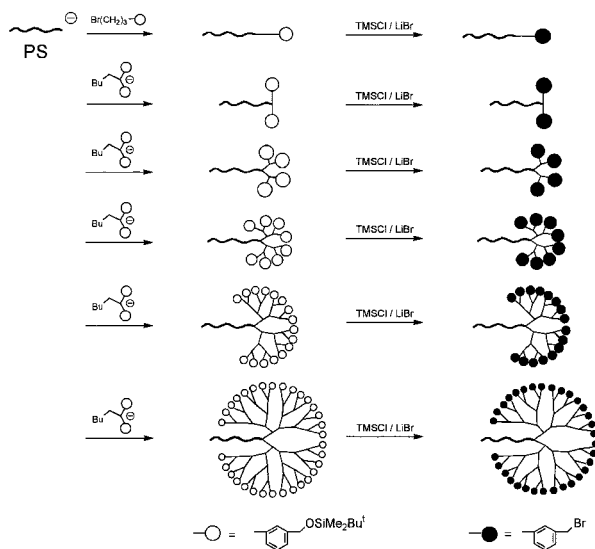 PS ⊖ Br(CH₂)₃– TMSCl / LiBr
Bu ⊖ TMSCl / LiBr
Bu ⊖ TMSCl / LiBr
Bu ⊖ TMSCl / LiBr
Bu ⊖ TMSCl / LiBr
Bu ⊖ TMSCl / LiBr
= OSiMe₂Buᵗ = Br